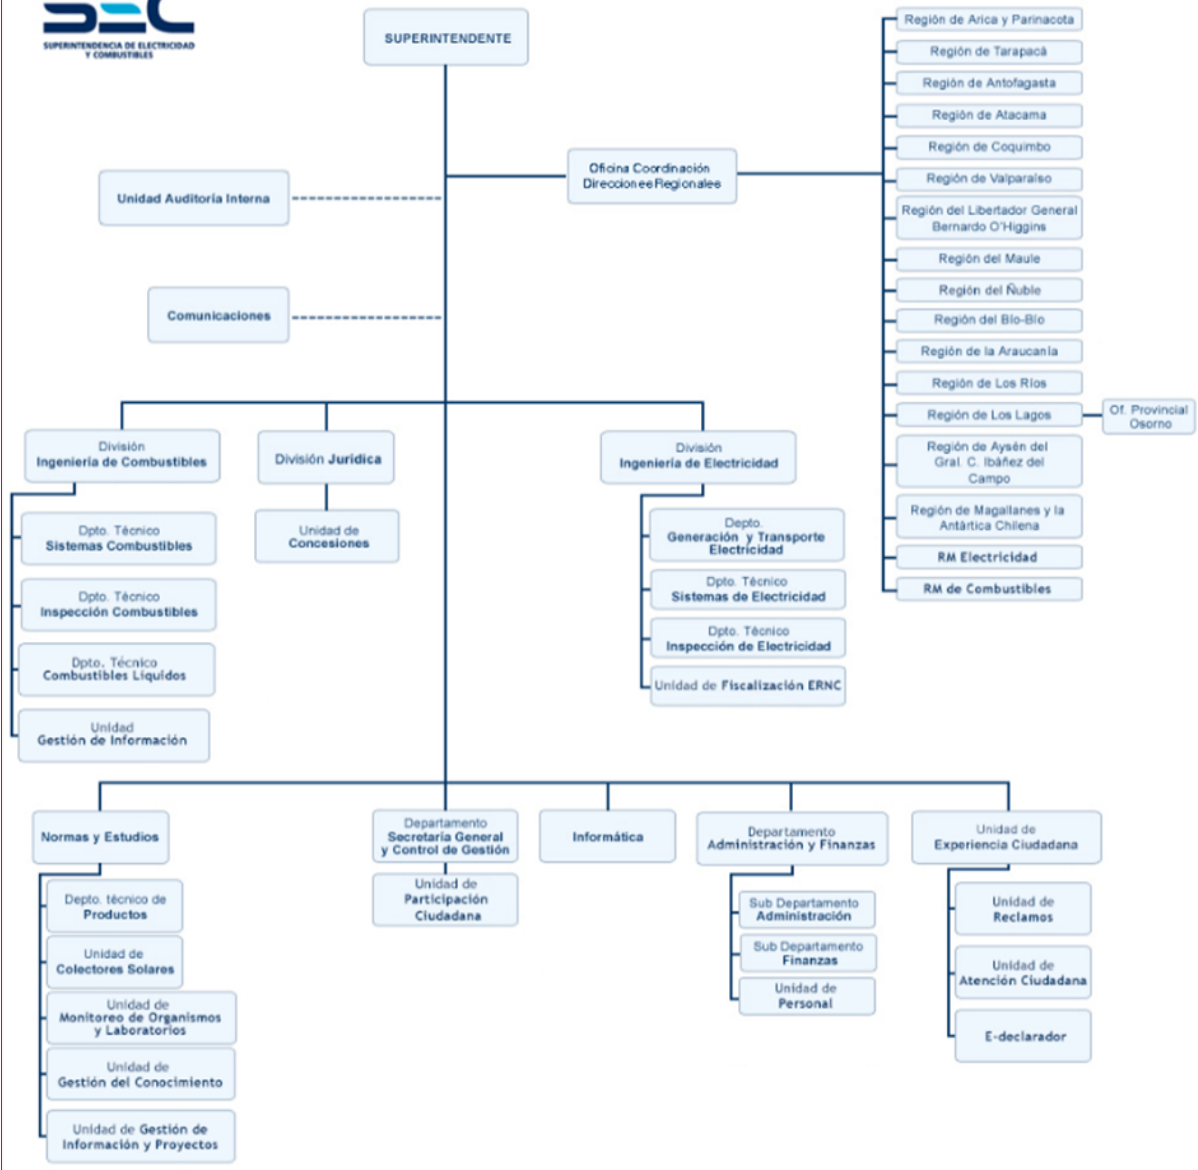 SEC
SUPERINTENDENCIA DE ELECTRICIDAD
Y COMBUSTIBLES
SUPERINTENDENTE
Oficina Coordinación
Direcciones Regionales
Unidad Auditoría Interna
Comunicaciones
Región de Arica y Parinacota
Región de Tarapacá
Región de Antofagasta
Región de Atacama
Región de Coquimbo
Región de Valparaíso
Región del Libertador General
Bernardo O'Higgins
Región del Maule
Región del Ñuble
Región del Bío-Bío
Región de la Araucanía
Región de Los Ríos
Región de Los Lagos
Of. Provincial
Osorno
Región de Aysén del
Gral. C. Ibáñez del
Campo
Región de Magallanes y la
Antártica Chilena
RM Electricidad
RM de Combustibles
División
Ingeniería de Combustibles
Dpto. Técnico
Sistemas Combustibles
Dpto. Técnico
Inspección Combustibles
Dpto. Técnico
Combustibles Líquidos
Unidad
Gestión de Información
División Jurídica
Unidad de
Concesiones
División
Ingeniería de Electricidad
Depto.
Generación y Transporte
Electricidad
Dpto. Técnico
Sistemas de Electricidad
Dpto. Técnico
Inspección de Electricidad
Unidad de Fiscalización ERNC
Normas y Estudios
Depto. técnico de
Productos
Unidad de
Colectores Solares
Unidad de
Monitoreo de Organismos
y Laboratorios
Unidad de
Gestión del Conocimiento
Unidad de Gestión de
Información y Proyectos
Departamento
Secretaría General
y Control de Gestión
Unidad de
Participación
Ciudadana
Informática
Departamento
Administración y Finanzas
Sub Departamento
Administración
Sub Departamento
Finanzas
Unidad de
Personal
Unidad de
Experiencia Ciudadana
Unidad de
Reclamos
Unidad de
Atención Ciudadana
E-declarador